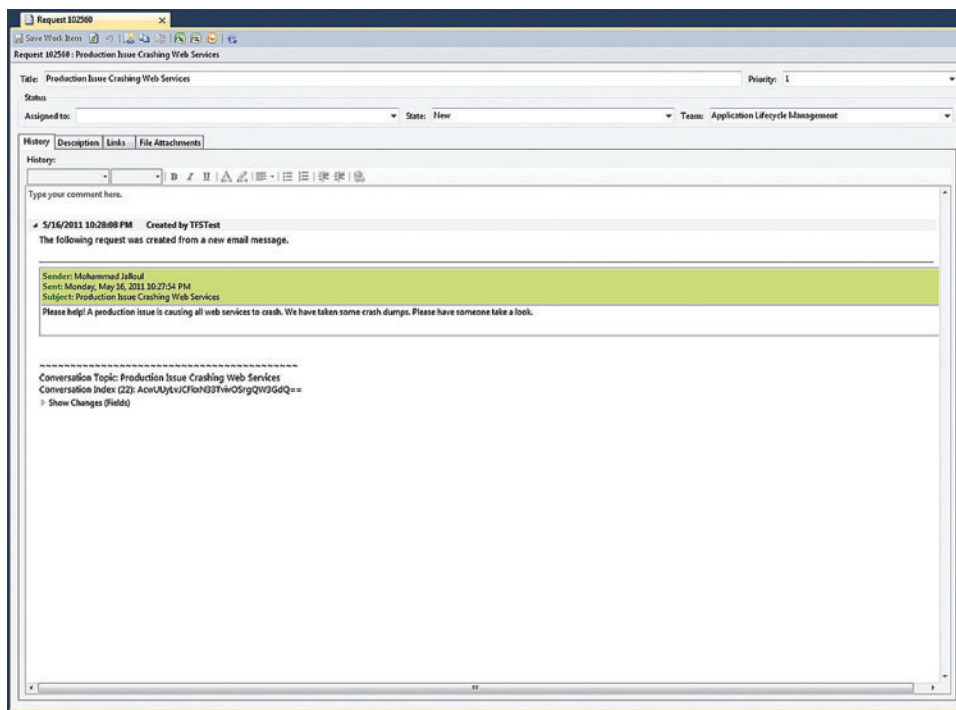 Request 102560 x
Save Work Item
Request 102560 : Production Issue Crashing Web Services
Title: Production Issue Crashing Web Services Priority: 1
Status
Assigned to: State: New Team: Application Lifecycle Management
History Description Links File Attachments
History:
B I U A
Type your comment here.
5/16/2011 10:28:08 PM Created by TFSTest
The following request was created from a new email message.
Sender: Mohammad Jalloul
Sent: Monday, May 16, 2011 10:27:54 PM
Subject: Production Issue Crashing Web Services
Please help! A production issue is causing all web services to crash. We have taken some crash dumps. Please have someone take a look.
~~~~~~~~~~~~~~~~~~~~~~~~~~~~~~~~~~~~~~~~~~
Conversation Topic: Production Issue Crashing Web Services
Conversation Index (22):
Show Changes (Fields)